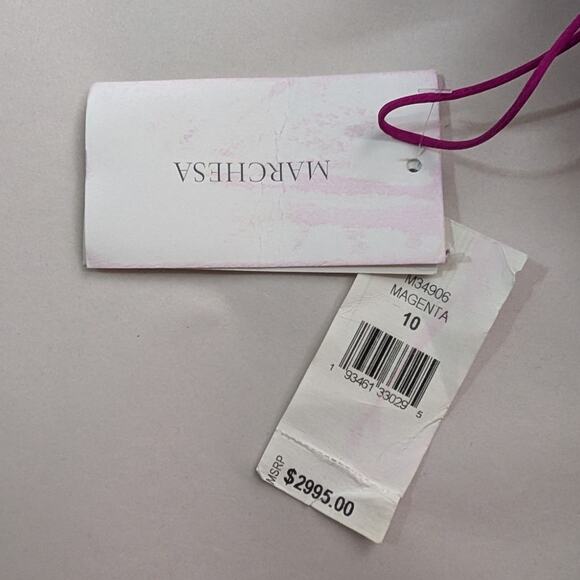 MARCHESA
M34906
MAGENTA
10
1 93461 33029 5
MSRP
$2995.00